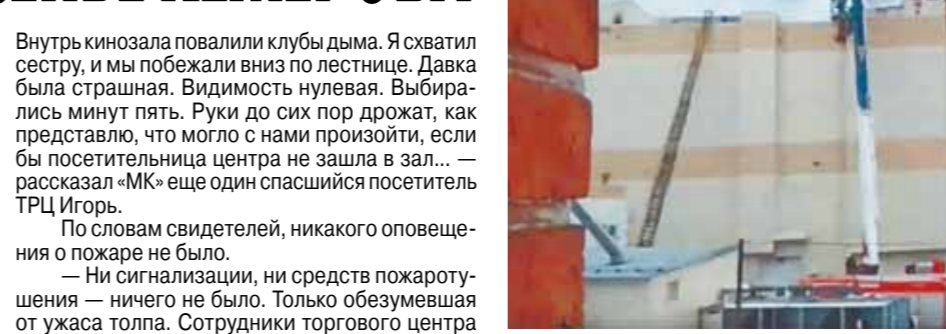 Внутрь кинозала повалили клубы дыма. Я схватил
сестру, и мы побежали вниз по лестнице. Давка
была страшная. Видимость нулевая. Выбира-
лись минут пять. Руки до сих пор дрожат, как
представлю, что могло с нами произойти, если
бы посетительница центра не зашла в зал... —
рассказал «МК» еще один спасшийся посетитель
ТРЦ Игорь.
По словам свидетелей, никакого оповеще-
ния о пожаре не было.
— Ни сигнализации, ни средств пожароту-
шения — ничего не было. Только обезумевшая
от ужаса толпа. Сотрудники торгового центра